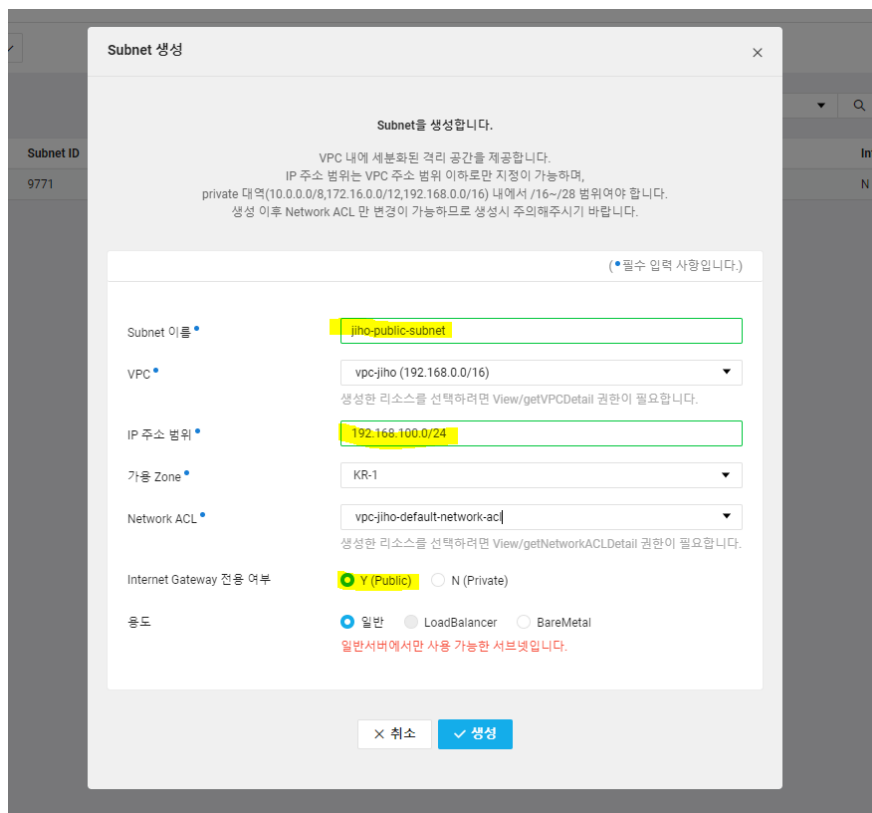 Subnet 생성
Subnet을 생성합니다.
Subnet ID
In
VPC 내에 세분화된 격리 공간을 제공합니다.
IP 주소 범위는 VPC 주소 범위 이하로만 지정이 가능하며,
9771
N
private 대역(10.0.0.0/8,172.16.0.0/12,192.168.0.0/16) 내에서 /16~/28 범위여야 합니다.
생성 이후 Network ACL 만 변경이 가능하므로 생성시 주의해주시기 바랍니다.
(•필수 입력 사항입니다.)
Subnet 이름•
jiho-public-subnet
VPC•
vpc-jiho (192.168.0.0/16)
생성한 리소스를 선택하려면 View/getVPCDetail 권한이 필요합니다.
IP 주소 범위•
192.168.100.0/24
가용 Zone•
KR-1
Network ACL•
vpc-jiho-default-network-acl
생성한 리소스를 선택하려면 View/getNetworkACLDetail 권한이 필요합니다.
Internet Gateway 전용 여부
Y (Public) N (Private)
용도
일반 LoadBalancer BareMetal
일반서버에서만 사용 가능한 서브넷입니다.
취소 생성